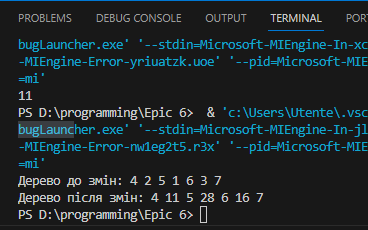 PROBLEMS DEBUG CONSOLE TERMINAL PORT
bugLauncher.exe' '--stdin=Microsoft-MIEngine-In-xc
-MIEngine-Error-yriuatzk.uoe' '--pid=Microsoft-MIE
=mi'
11
PS D:\programming\Epic 6> & 'c:\Users\Utente\.vsc
bugLauncher.exe' '--stdin=Microsoft-MIEngine-In-jl
-MIEngine-Error-nw1eg2t5.r3x' '--pid=Microsoft-MIE
=mi'
Дерево до змін: 4 2 5 1 6 3 7
Дерево після змін: 4 11 5 28 6 16 7
PS D:\programming\Epic 6>